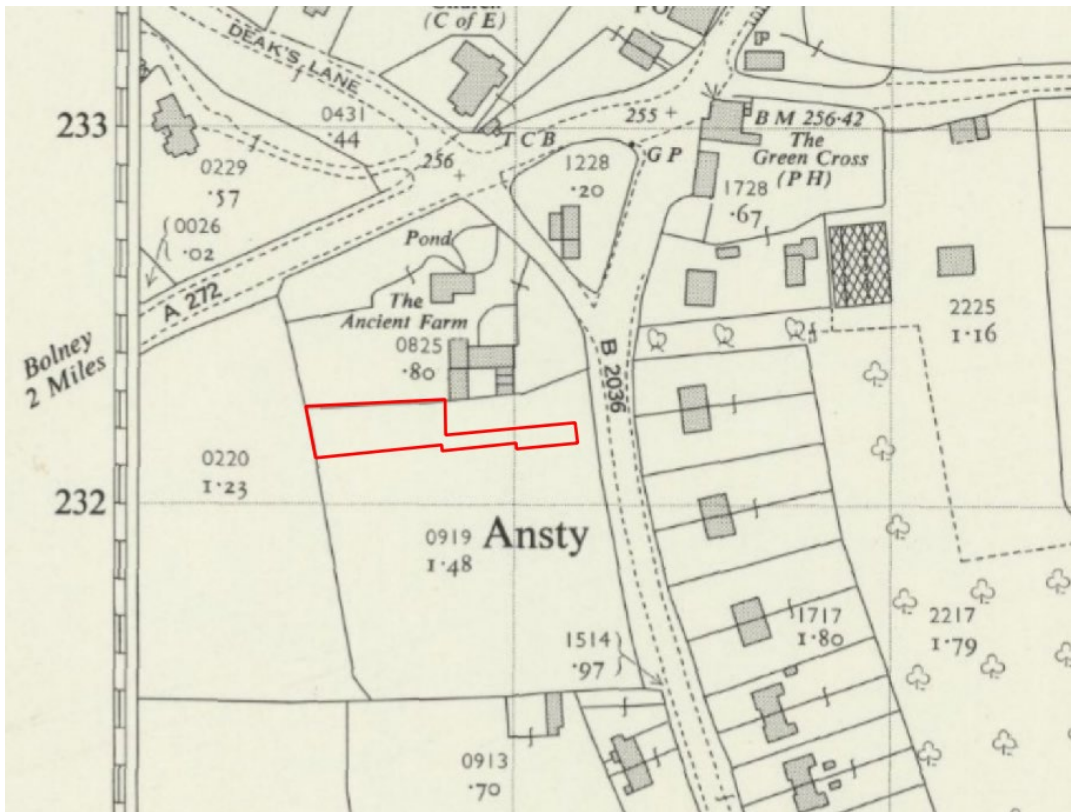 (C of E)
PO
P
DEAK'S LANE
233
0431
.44
255 +
T C B
256
+
G P
B M 256.42
The
Green Cross
(P H)
1228
.20
0229
.57
1728
.67
0026
.02
Pond
A 272
The
Ancient Farm
0825
.80
2225
1.16
Bolney
2 Miles
B 2036
0220
1.23
232
0919
1.48
Ansty
1514
.97
1717
1.80
2217
1.79
0913
.70